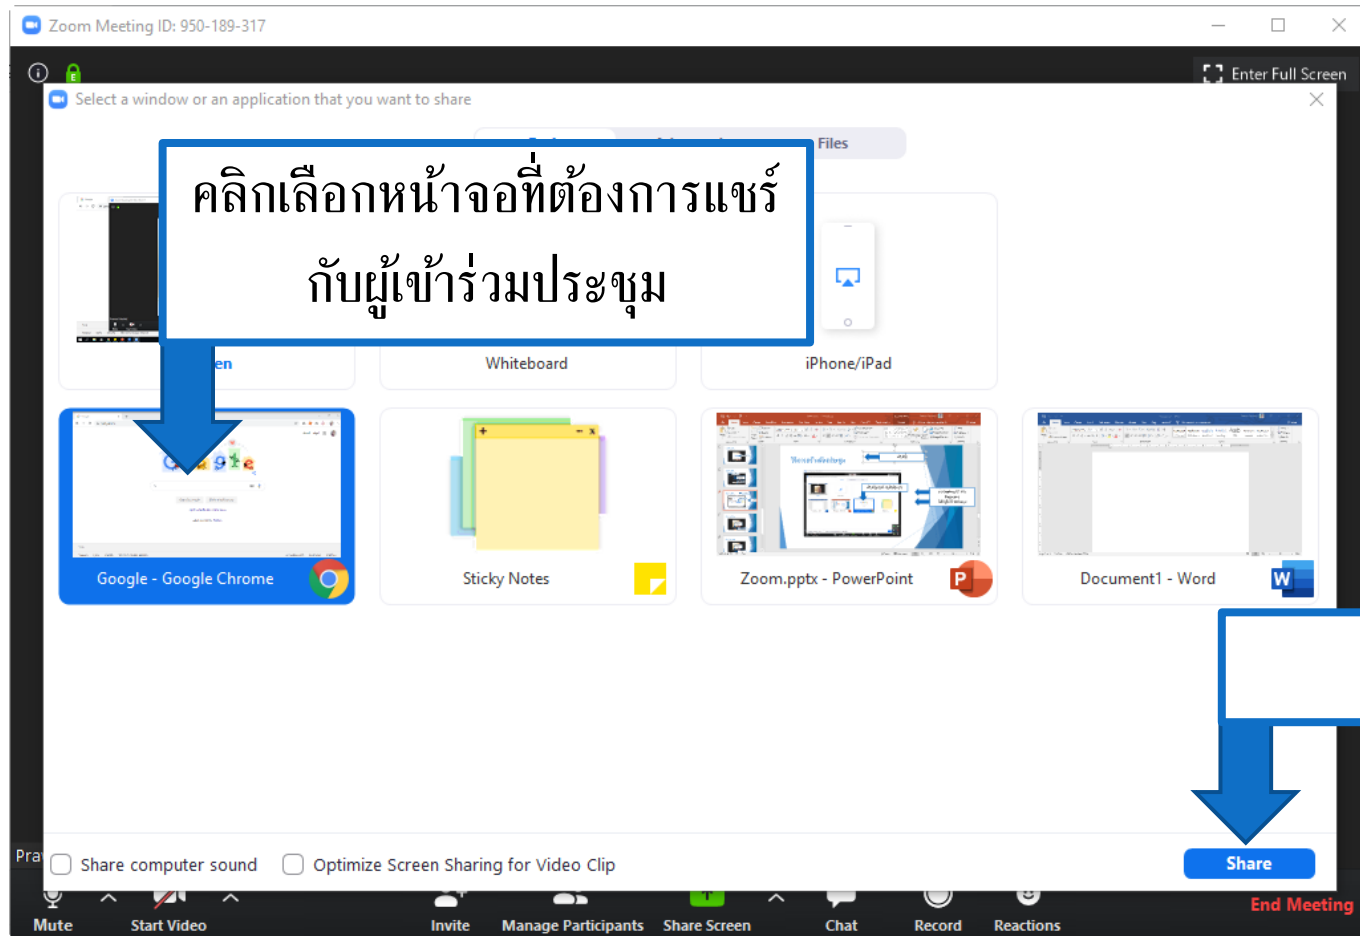 Zoom Meeting ID: 950-189-317
Enter Full Screen
Select a window or an application that you want to share
Files
คลิกเลือกหน้าจอที่ต้องการแชร์
กับผู้เข้าร่วมประชุม
Whiteboard
iPhone/iPad
Google - Google Chrome
Sticky Notes
Zoom.pptx - PowerPoint
Document1 - Word
Share computer sound
Optimize Screen Sharing for Video Clip
Share
Mute
Start Video
Invite
Manage Participants
Share Screen
Chat
Record
Reactions
End Meeting